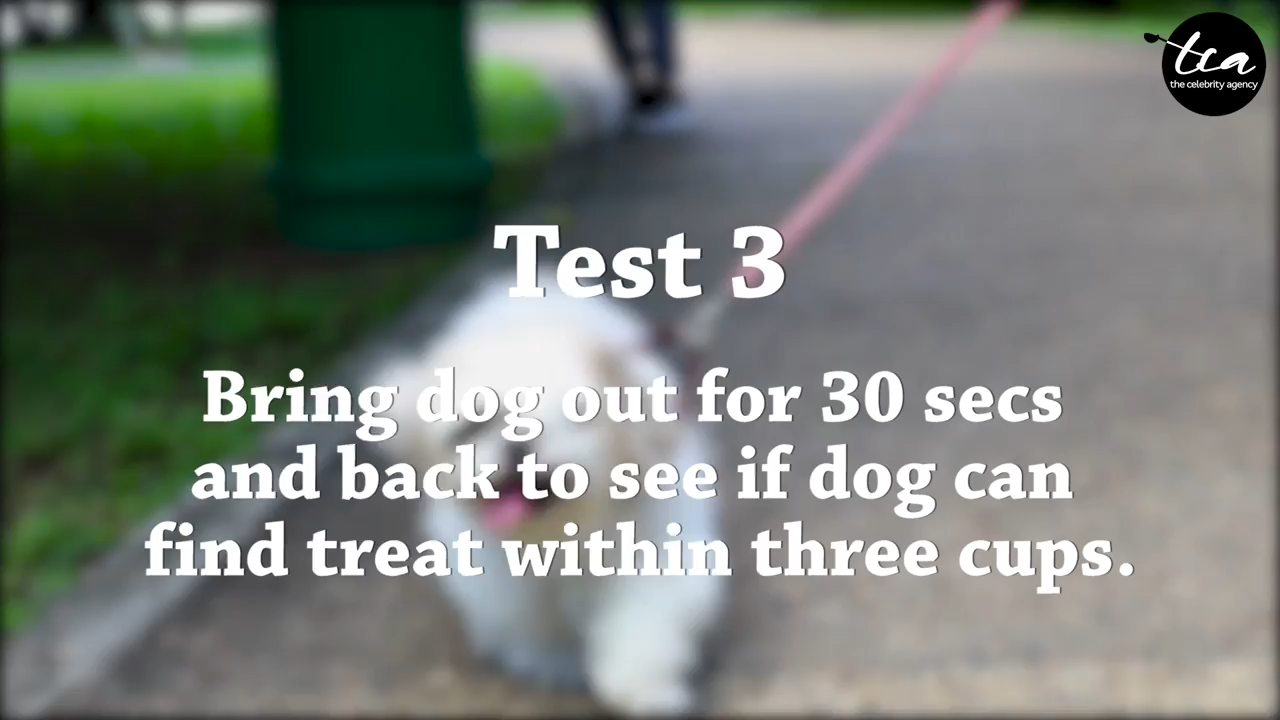 tca
the celebrity agency
Test 3
Bring dog out for 30 secs
and back to see if dog can
find treat within three cups.